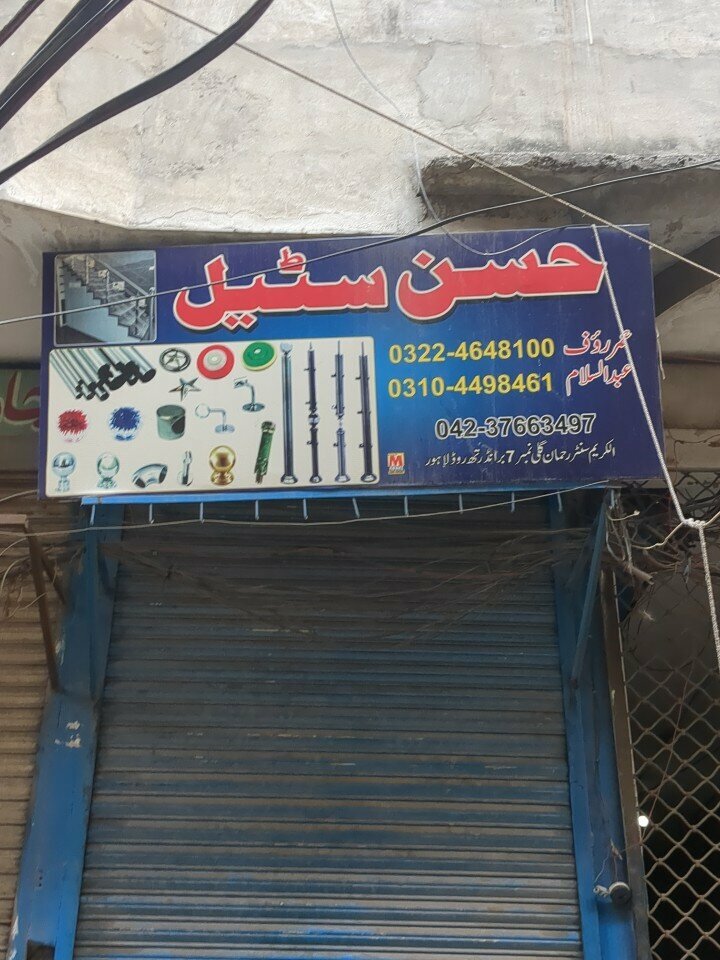 حسن سٹیل
عمر رؤف 0322-4648100
عبدالسلام 0310-4498461
042-37663497
الکریم سنٹر رحمان گلی نمبر 7 برانڈرتھ روڈ لاہور
M